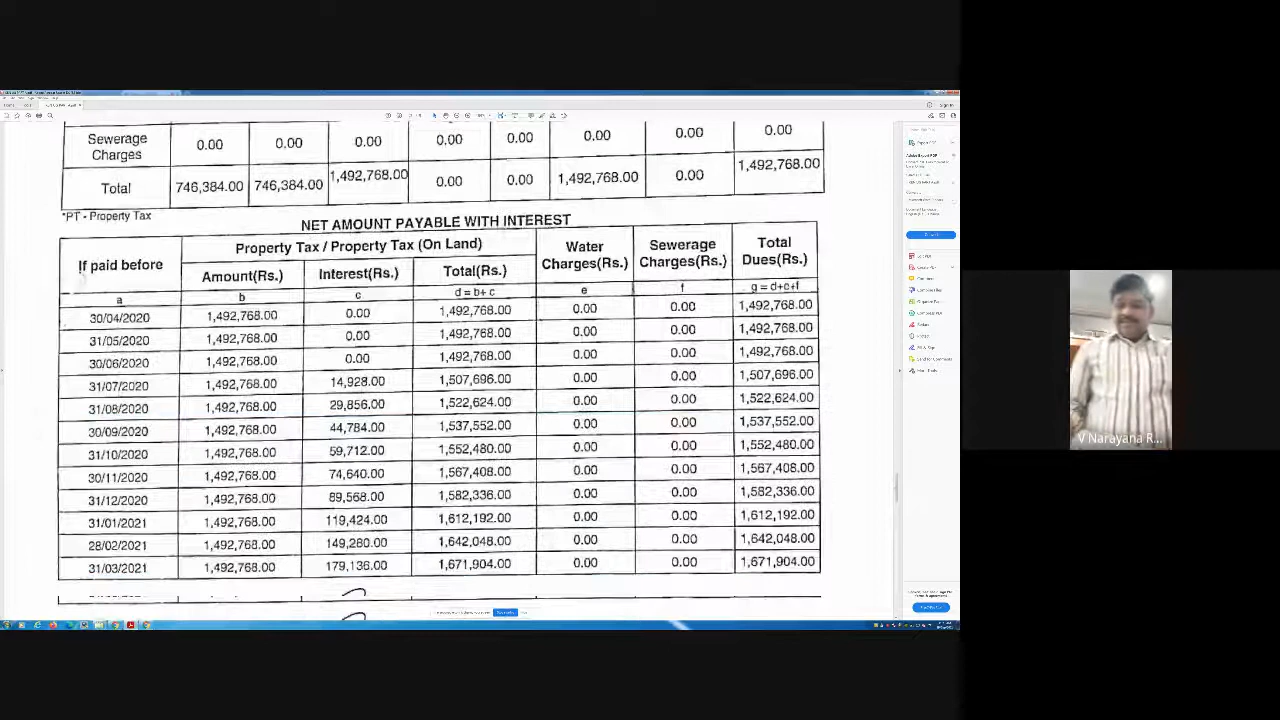 Sign In
Export PDF
Adobe Export PDF
Sewerage Charges 0.00 0.00 0.00 0.00 0.00 0.00 0.00 0.00
Total 746,384.00 746,384.00 1,492,768.00 0.00 0.00 1,492,768.00 0.00 1,492,768.00
*PT - Property Tax
NET AMOUNT PAYABLE WITH INTEREST
If paid before Property Tax / Property Tax (On Land) Water Charges(Rs.) Sewerage Charges(Rs.) Total Dues(Rs.)
Amount(Rs.) Interest(Rs.) Total(Rs.)
a b c d = b+ c e f g = d+e+f
30/04/2020 1,492,768.00 0.00 1,492,768.00 0.00 0.00 1,492,768.00
31/05/2020 1,492,768.00 0.00 1,492,768.00 0.00 0.00 1,492,768.00
30/06/2020 1,492,768.00 0.00 1,492,768.00 0.00 0.00 1,492,768.00
31/07/2020 1,492,768.00 14,928.00 1,507,696.00 0.00 0.00 1,507,696.00
31/08/2020 1,492,768.00 29,856.00 1,522,624.00 0.00 0.00 1,522,624.00
30/09/2020 1,492,768.00 44,784.00 1,537,552.00 0.00 0.00 1,537,552.00
31/10/2020 1,492,768.00 59,712.00 1,552,480.00 0.00 0.00 1,552,480.00
30/11/2020 1,492,768.00 74,640.00 1,567,408.00 0.00 0.00 1,567,408.00
31/12/2020 1,492,768.00 89,568.00 1,582,336.00 0.00 0.00 1,582,336.00
31/01/2021 1,492,768.00 119,424.00 1,612,192.00 0.00 0.00 1,612,192.00
28/02/2021 1,492,768.00 149,280.00 1,642,048.00 0.00 0.00 1,642,048.00
31/03/2021 1,492,768.00 179,136.00 1,671,904.00 0.00 0.00 1,671,904.00
V Narayana R...